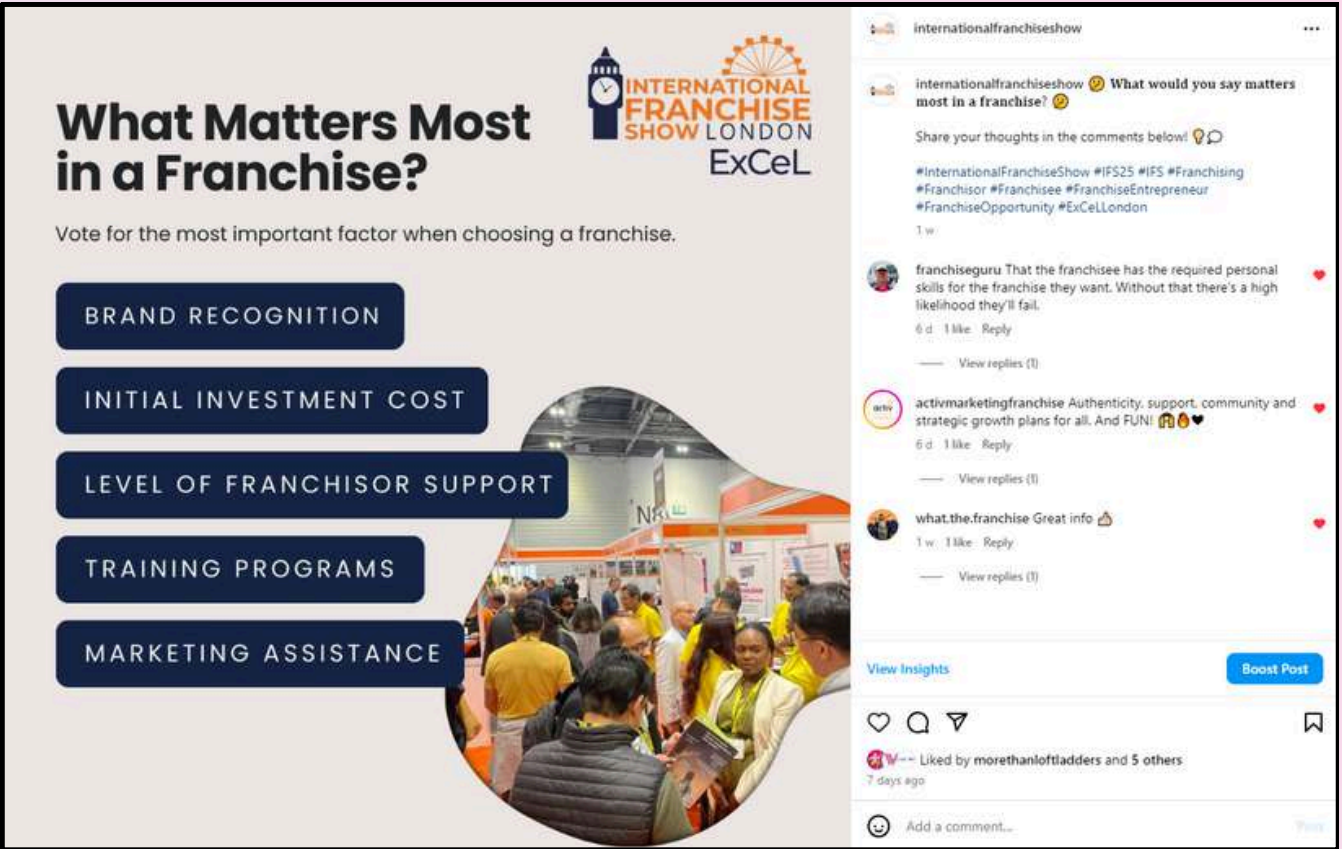 What Matters Most
in a Franchise?
INTERNATIONAL
FRANCHISE
SHOW LONDON
ExCeL
Vote for the most important factor when choosing a franchise.
BRAND RECOGNITION
INITIAL INVESTMENT COST
LEVEL OF FRANCHISOR SUPPORT
TRAINING PROGRAMS
MARKETING ASSISTANCE
internationalfranchiseshow
internationalfranchiseshow 🤔 What would you say matters
most in a franchise? 🤔
Share your thoughts in the comments below! 💡💬
#InternationalFranchiseShow #IFS25 #IFS #Franchising
#Franchisor #Franchisee #FranchiseEntrepreneur
#FranchiseOpportunity #ExCeLLondon
1 w
franchiseguru That the franchisee has the required personal
skills for the franchise they want. Without that there's a high
likelihood they'll fail.
6 d 1 like Reply
View replies (1)
activ
activmarketingfranchise Authenticity, support, community and
strategic growth plans for all. And FUN! 🙌🔥🖤
6 d 1 like Reply
View replies (1)
what.the.franchise Great info 👍
1 w 1 like Reply
View replies (1)
View Insights
Boost Post
Liked by morethanloftladders and 5 others
7 days ago
Add a comment...
Post